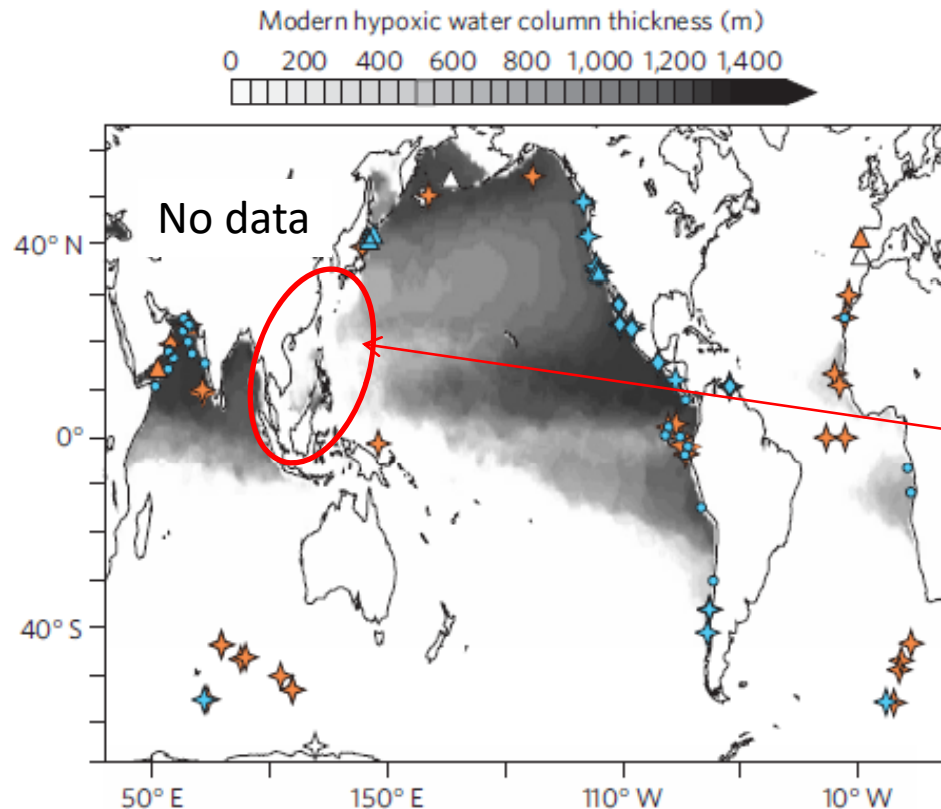 Modern hypoxic water column thickness (m)
0 200 400 600 800 1,000 1,200 1,400
No data
40° N
0°
40° S
50° E 150° E 110° W 10° W